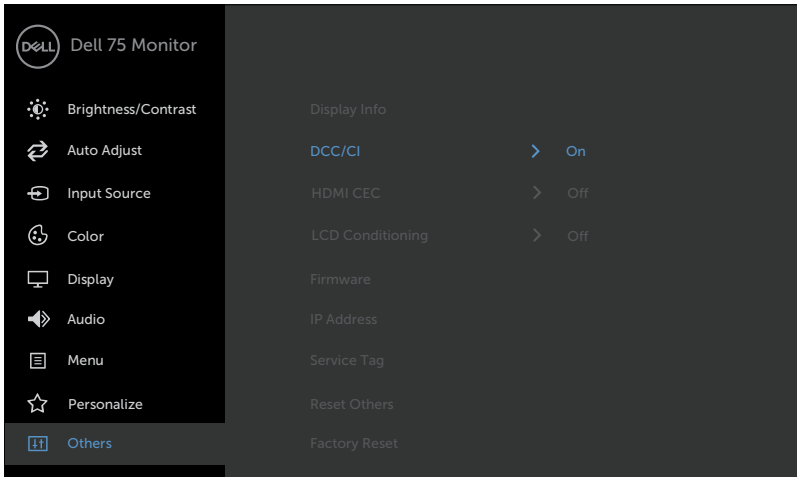 DELL Dell 75 Monitor
Brightness/Contrast
Auto Adjust
Input Source
Color
Display
Audio
Menu
Personalize
Others
Display Info
DCC/CI On
HDMI CEC Off
LCD Conditioning Off
Firmware
IP Address
Service Tag
Reset Others
Factory Reset